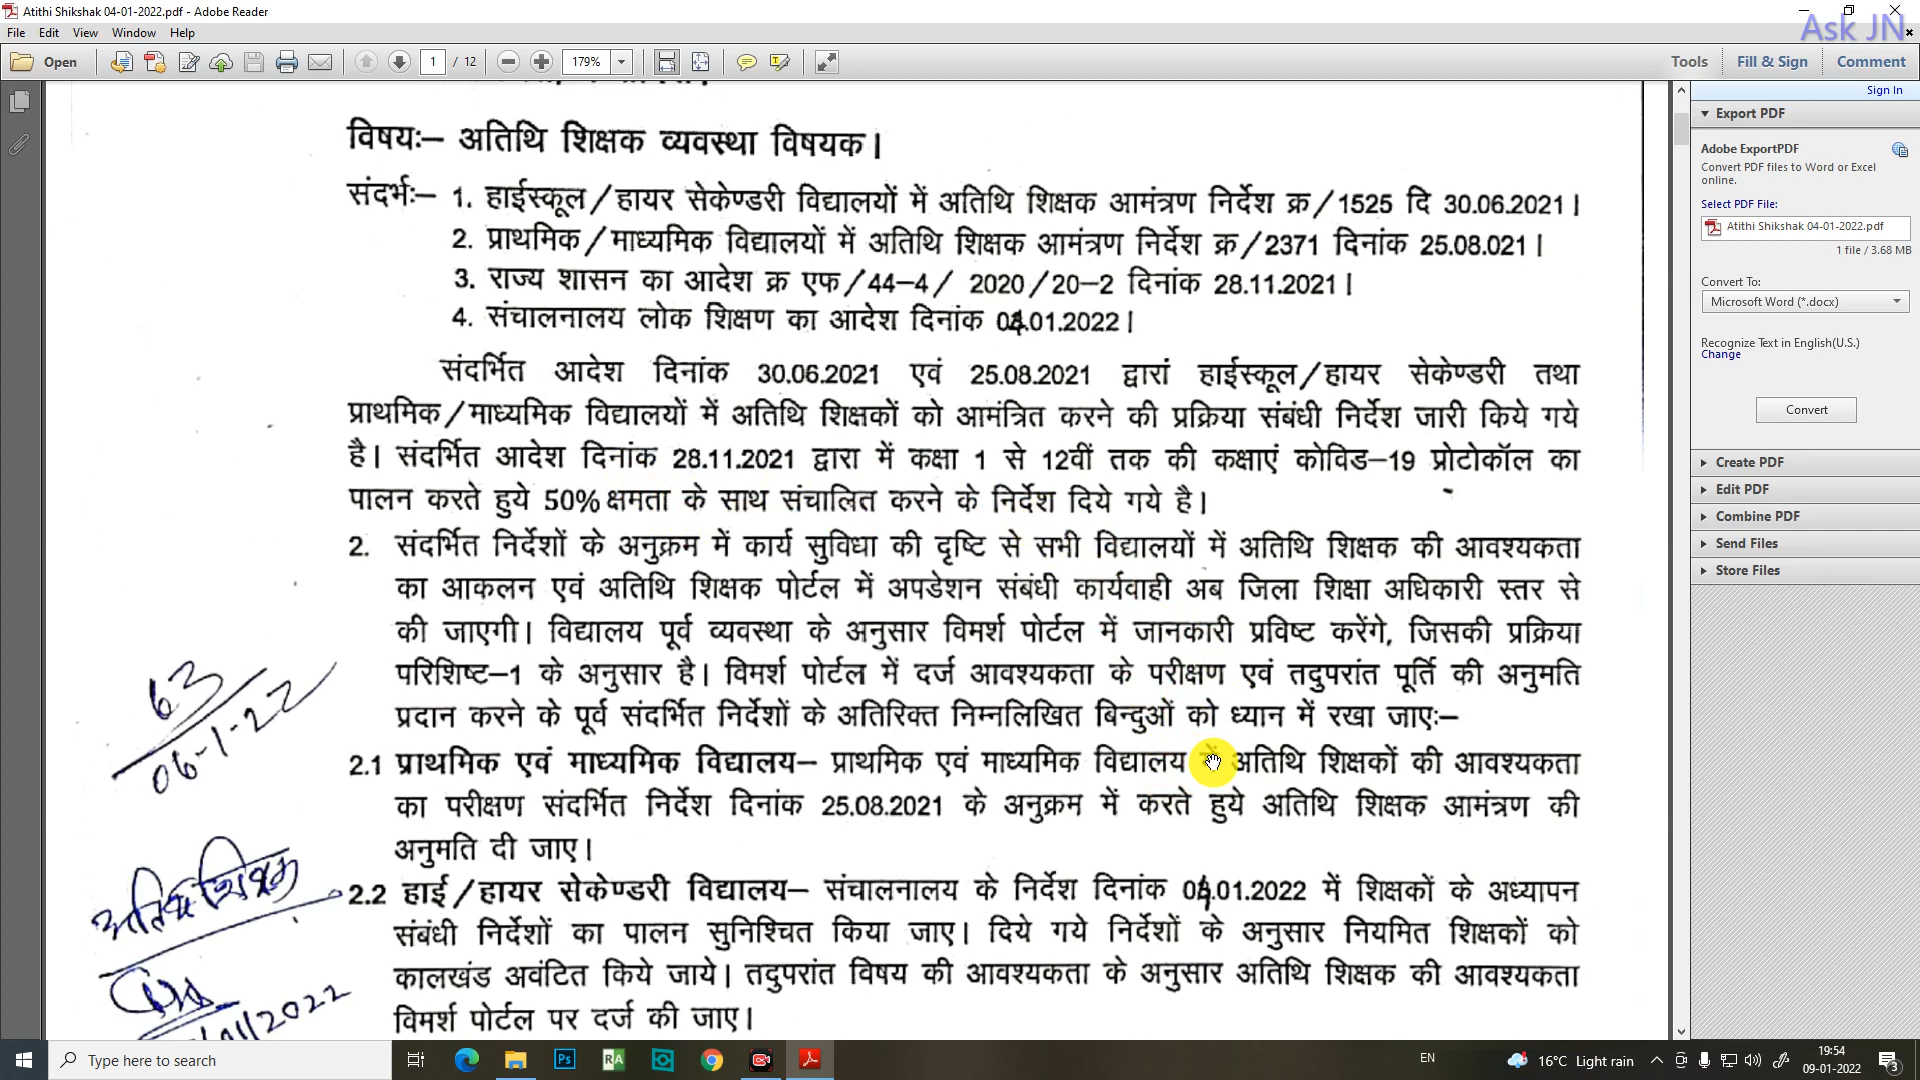 Atithi Shikshak 04-01-2022.pdf - Adobe Reader
Ask JN
File Edit View Window Help
Open 1 / 12 179% Tools Fill & Sign Comment
Sign In
विषयः– अतिथि शिक्षक व्यवस्था विषयक।
संदर्भः– 1. हाईस्कूल/हायर सेकेण्डरी विद्यालयों में अतिथि शिक्षक आमंत्रण निर्देश क्र/1525 दि 30.06.2021।
2. प्राथमिक/माध्यमिक विद्यालयों में अतिथि शिक्षक आमंत्रण निर्देश क्र/2371 दिनांक 25.08.021।
3. राज्य शासन का आदेश क्र एफ/44–4/ 2020/20–2 दिनांक 28.11.2021।
4. संचालनालय लोक शिक्षण का आदेश दिनांक 04.01.2022।
संदर्भित आदेश दिनांक 30.06.2021 एवं 25.08.2021 द्वारां हाईस्कूल/हायर सेकेण्डरी तथा
प्राथमिक/माध्यमिक विद्यालयों में अतिथि शिक्षकों को आमंत्रित करने की प्रक्रिया संबंधी निर्देश जारी किये गये
है। संदर्भित आदेश दिनांक 28.11.2021 द्वारा में कक्षा 1 से 12वीं तक की कक्षाएं कोविड–19 प्रोटोकॉल का
पालन करते हुये 50% क्षमता के साथ संचालित करने के निर्देश दिये गये है।
2. संदर्भित निर्देशों के अनुक्रम में कार्य सुविधा की दृष्टि से सभी विद्यालयों में अतिथि शिक्षक की आवश्यकता
का आकलन एवं अतिथि शिक्षक पोर्टल में अपडेशन संबंधी कार्यवाही अब जिला शिक्षा अधिकारी स्तर से
की जाएगी। विद्यालय पूर्व व्यवस्था के अनुसार विमर्श पोर्टल में जानकारी प्रविष्ट करेंगे, जिसकी प्रक्रिया
परिशिष्ट–1 के अनुसार है। विमर्श पोर्टल में दर्ज आवश्यकता के परीक्षण एवं तदुपरांत पूर्ति की अनुमति
प्रदान करने के पूर्व संदर्भित निर्देशों के अतिरिक्त निम्नलिखित बिन्दुओं को ध्यान में रखा जाएः–
2.1 प्राथमिक एवं माध्यमिक विद्यालय– प्राथमिक एवं माध्यमिक विद्यालय में अतिथि शिक्षकों की आवश्यकता
का परीक्षण संदर्भित निर्देश दिनांक 25.08.2021 के अनुक्रम में करते हुये अतिथि शिक्षक आमंत्रण की
अनुमति दी जाए।
2.2 हाई/हायर सेकेण्डरी विद्यालय– संचालनालय के निर्देश दिनांक 04.01.2022 में शिक्षकों के अध्यापन
संबंधी निर्देशों का पालन सुनिश्चित किया जाए। दिये गये निर्देशों के अनुसार नियमित शिक्षकों को
कालखंड अवंटित किये जाये। तदुपरांत विषय की आवश्यकता के अनुसार अतिथि शिक्षक की आवश्यकता
विमर्श पोर्टल पर दर्ज की जाए।
63
06-1-22
अतिथि शिक्षक
/01/2022
Export PDF
Adobe ExportPDF
Convert PDF files to Word or Excel
online.
Select PDF File:
Atithi Shikshak 04-01-2022.pdf
1 file / 3.68 MB
Convert To:
Microsoft Word (*.docx)
Recognize Text in English(U.S.)
Change
Convert
Create PDF
Edit PDF
Combine PDF
Send Files
Store Files
Type here to search
Ps
RA
EN
16°C Light rain
19:54
09-01-2022
3